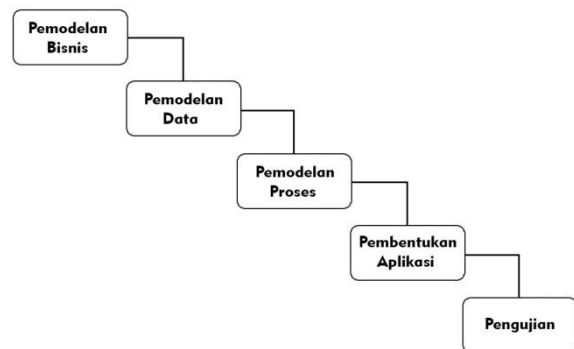 Pemodelan
Bisnis
Pemodelan
Data
Pemodelan
Proses
Pembentukan
Aplikasi
Pengujian